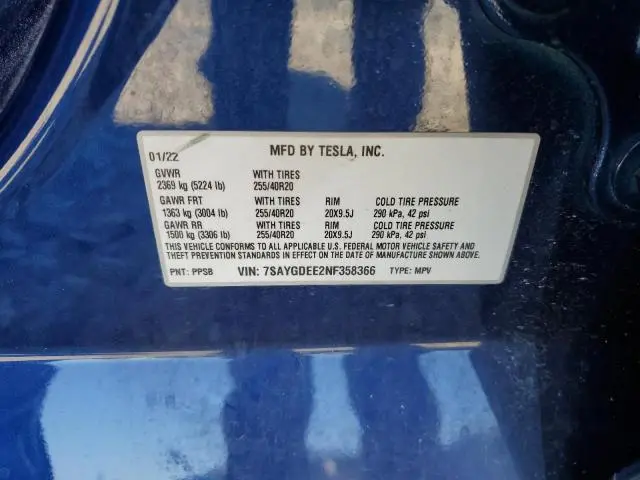 01/22 MFD BY TESLA, INC.
GVWR WITH TIRES
2369 kg (5224 lb) 255/40R20
GAWR FRT WITH TIRES RIM COLD TIRE PRESSURE
1363 kg (3004 lb) 255/40R20 20X9.5J 290 kPa, 42 psi
GAWR RR WITH TIRES RIM COLD TIRE PRESSURE
1500 kg (3306 lb) 255/40R20 20X9.5J 290 kPa, 42 psi
THIS VEHICLE CONFORMS TO ALL APPLICABLE U.S. FEDERAL MOTOR VEHICLE SAFETY AND
THEFT PREVENTION STANDARDS IN EFFECT ON THE DATE OF MANUFACTURE SHOWN ABOVE.
PNT: PPSB VIN: 7SAYGDEE2NF358366 TYPE: MPV